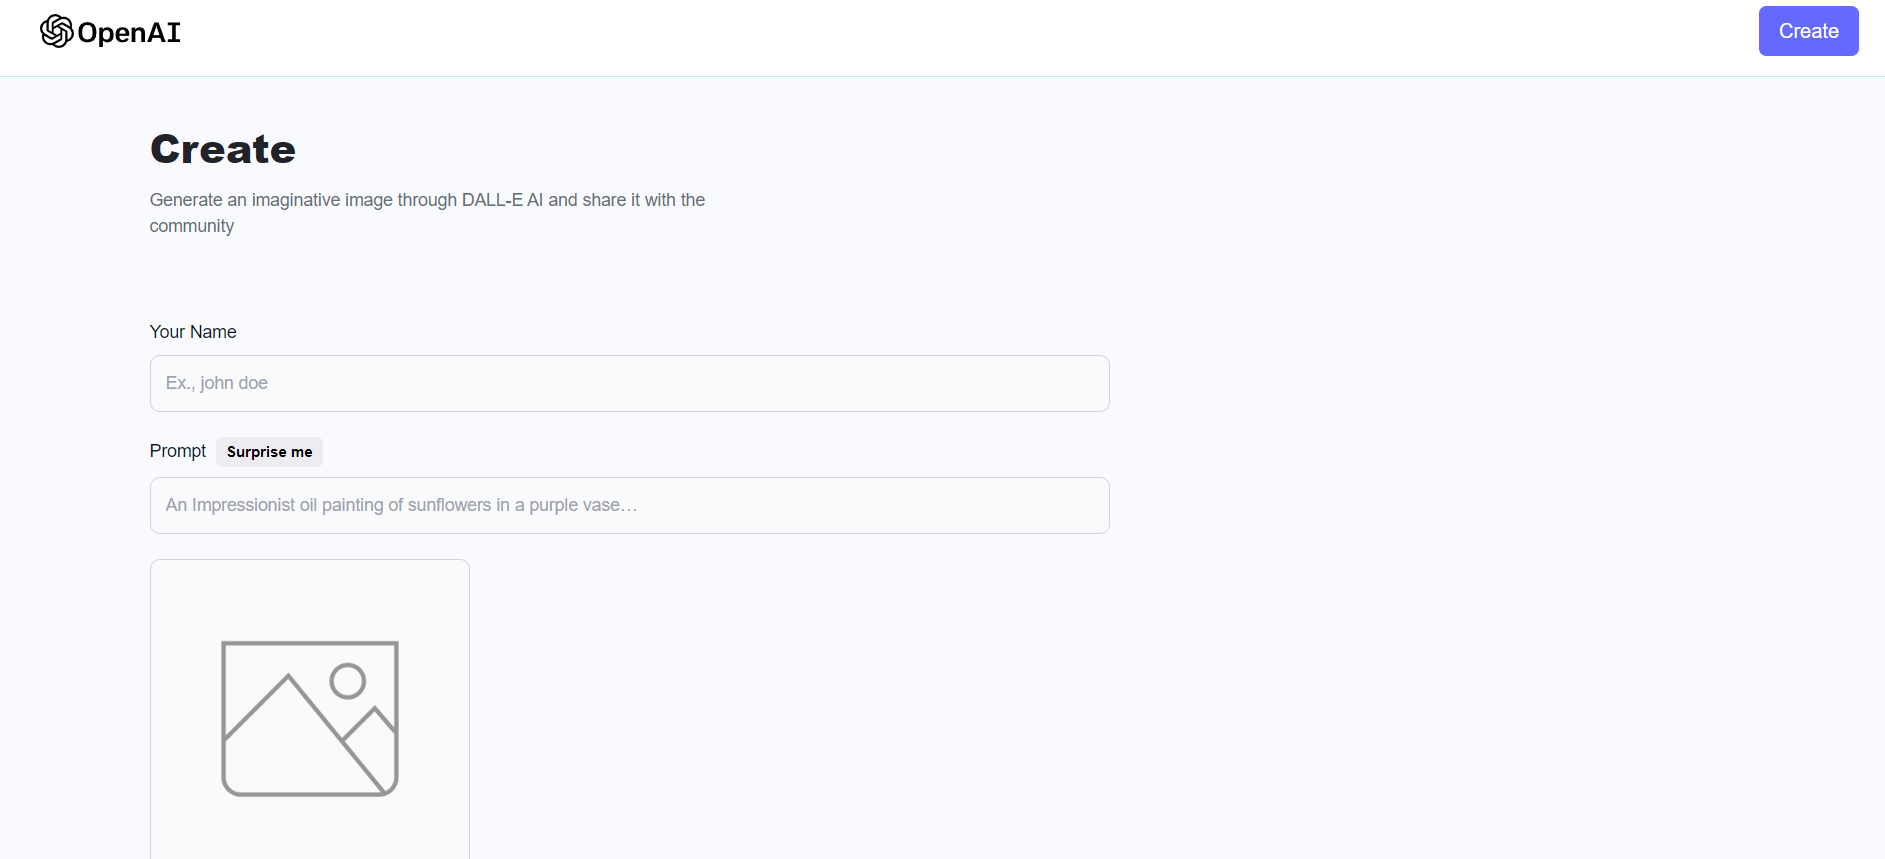 OpenAI
Create
Create
Generate an imaginative image through DALL-E AI and share it with the
community
Your Name
Ex., john doe
Prompt Surprise me
An Impressionist oil painting of sunflowers in a purple vase…